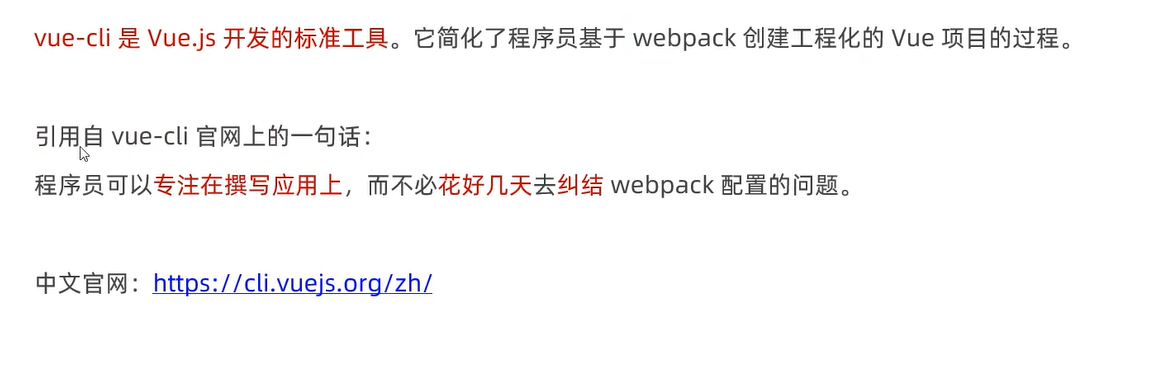 vue-cli 是 Vue.js 开发的标准工具。它简化了程序员基于 webpack 创建工程化的 Vue 项目的过程。
引用自 vue-cli 官网上的一句话：
程序员可以专注在撰写应用上，而不必花好几天去纠结 webpack 配置的问题。
中文官网：https://cli.vuejs.org/zh/